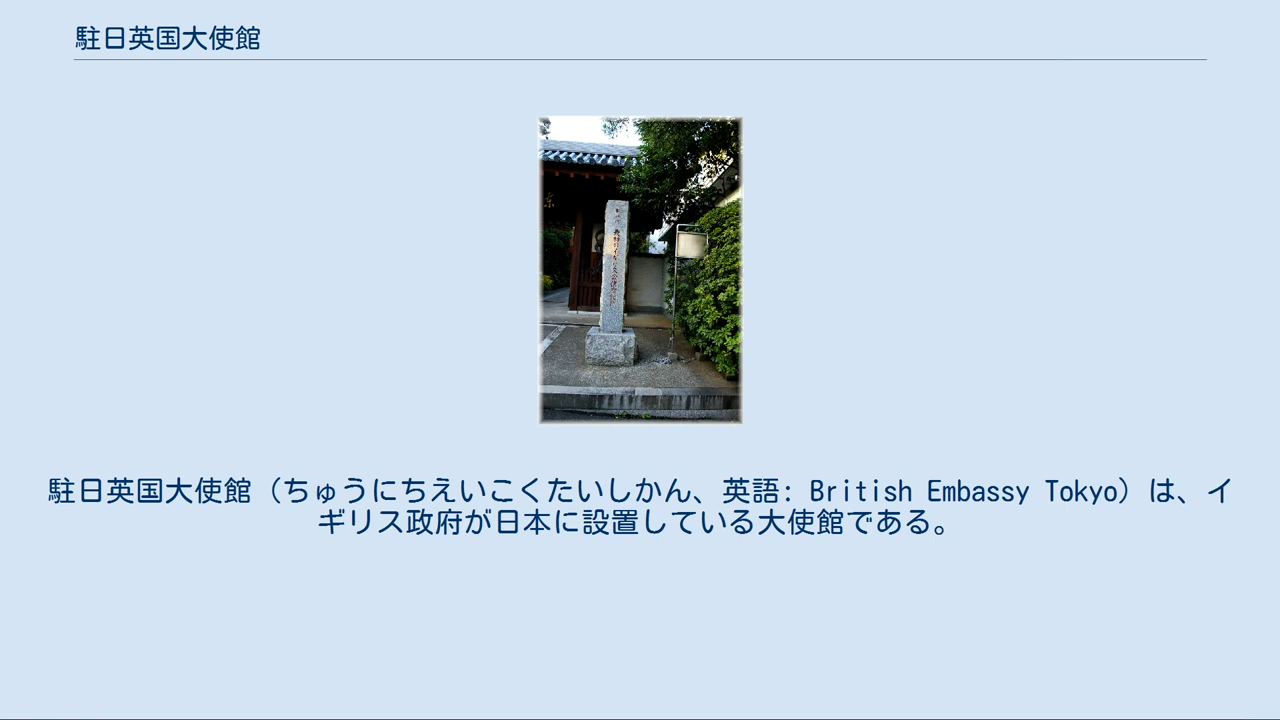 駐日英国大使館
駐日英国大使館（ちゅうにちえいこくたいしかん、英語: British Embassy Tokyo）は、イ
ギリス政府が日本に設置している大使館である。